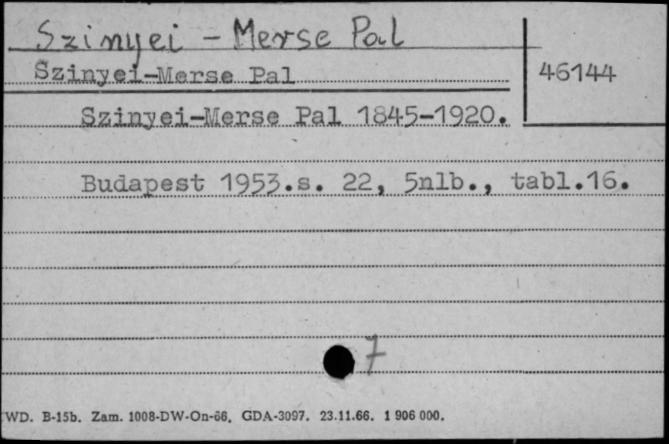 Szinyei - Merse Pal
Szinyei-Merse Pal
46144
Szinyei-Merse Pal 1845-1920.
Budapest 1953.s. 22, 5nlb., tabl.16.
7
WD. B-15b. Zam. 1008-DW-On-66. GDA-3097. 23.11.66. 1 906 000.